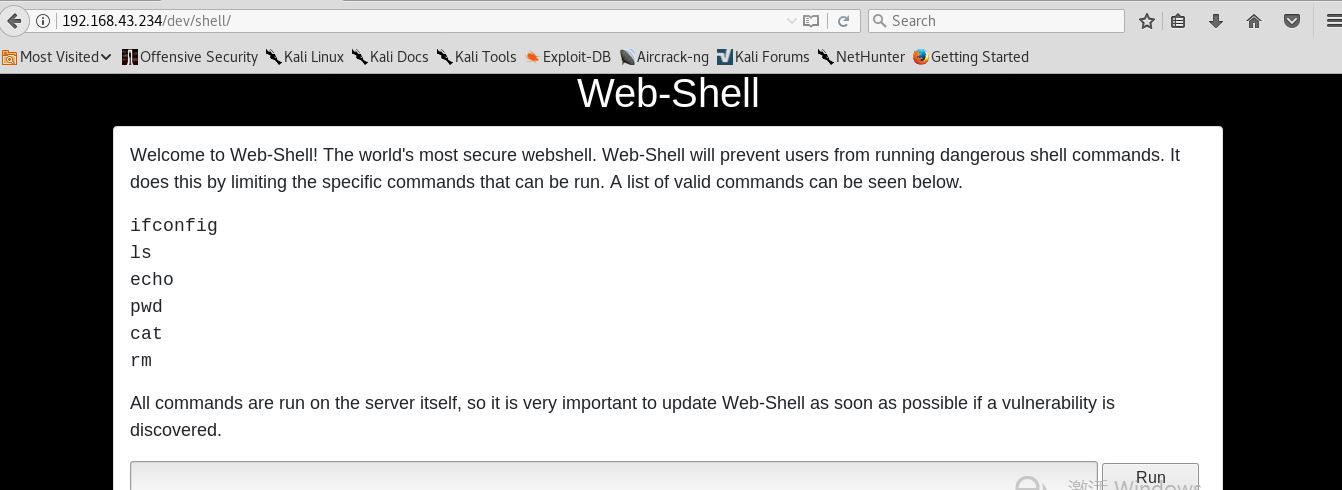 192.168.43.234/dev/shell/
Search
Most Visited
Offensive Security
Kali Linux
Kali Docs
Kali Tools
Exploit-DB
Aircrack-ng
Kali Forums
NetHunter
Getting Started
Web-Shell
Welcome to Web-Shell! The world's most secure webshell. Web-Shell will prevent users from running dangerous shell commands. It
does this by limiting the specific commands that can be run. A list of valid commands can be seen below.
ifconfig
ls
echo
pwd
cat
rm
All commands are run on the server itself, so it is very important to update Web-Shell as soon as possible if a vulnerability is
discovered.
Run
激活 Windows